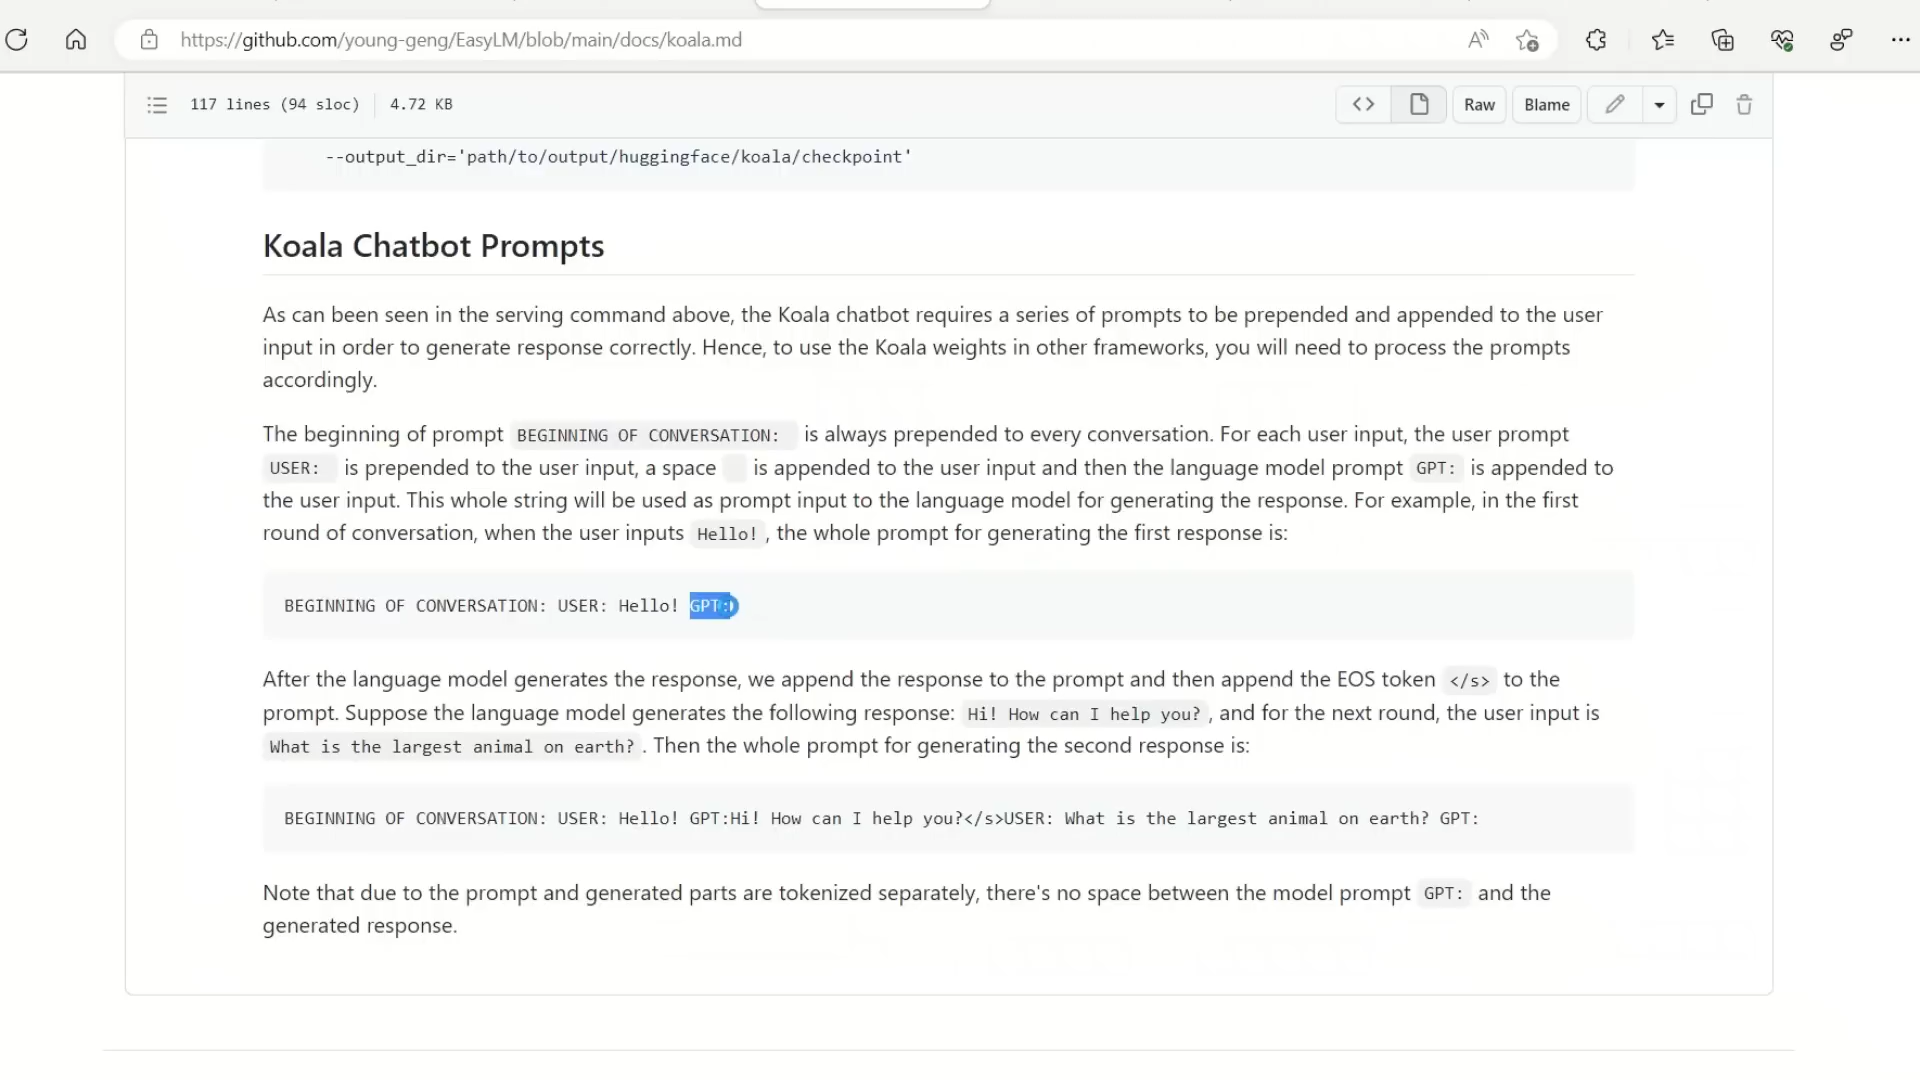 https://github.com/young-geng/EasyLM/blob/main/docs/koala.md
117 lines (94 sloc) 4.72 KB
Raw Blame
--output_dir='path/to/output/huggingface/koala/checkpoint'
Koala Chatbot Prompts
As can been seen in the serving command above, the Koala chatbot requires a series of prompts to be prepended and appended to the user
input in order to generate response correctly. Hence, to use the Koala weights in other frameworks, you will need to process the prompts
accordingly.
The beginning of prompt BEGINNING OF CONVERSATION: is always prepended to every conversation. For each user input, the user prompt
USER: is prepended to the user input, a space is appended to the user input and then the language model prompt GPT: is appended to
the user input. This whole string will be used as prompt input to the language model for generating the response. For example, in the first
round of conversation, when the user inputs Hello! , the whole prompt for generating the first response is:
BEGINNING OF CONVERSATION: USER: Hello! GPT:
After the language model generates the response, we append the response to the prompt and then append the EOS token </s> to the
prompt. Suppose the language model generates the following response: Hi! How can I help you? , and for the next round, the user input is
What is the largest animal on earth? . Then the whole prompt for generating the second response is:
BEGINNING OF CONVERSATION: USER: Hello! GPT:Hi! How can I help you?</s>USER: What is the largest animal on earth? GPT:
Note that due to the prompt and generated parts are tokenized separately, there's no space between the model prompt GPT: and the
generated response.